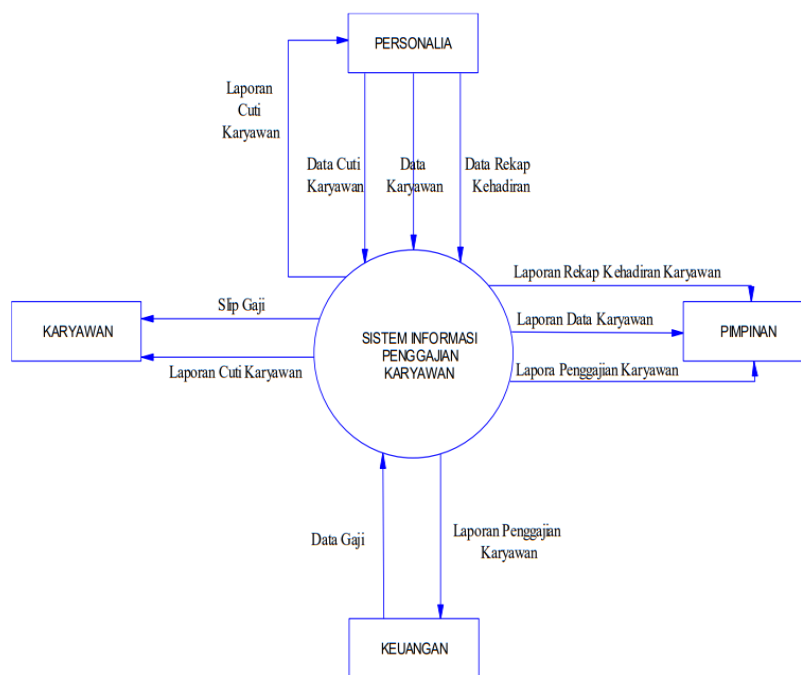 PERSONALIA
Laporan
Cuti
Karyawan
Data Cuti
Karyawan
Data
Karyawan
Data Rekap
Kehadiran
Laporan Rekap Kehadiran Karyawan
Slip Gaji
KARYAWAN
Laporan Cuti Karyawan
SISTEM INFORMASI
PENGGAJIAN
KARYAWAN
Laporan Data Karyawan
PIMPINAN
Lapora Penggajian Karyawan
Data Gaji
Laporan Penggajian
Karyawan
KEUANGAN